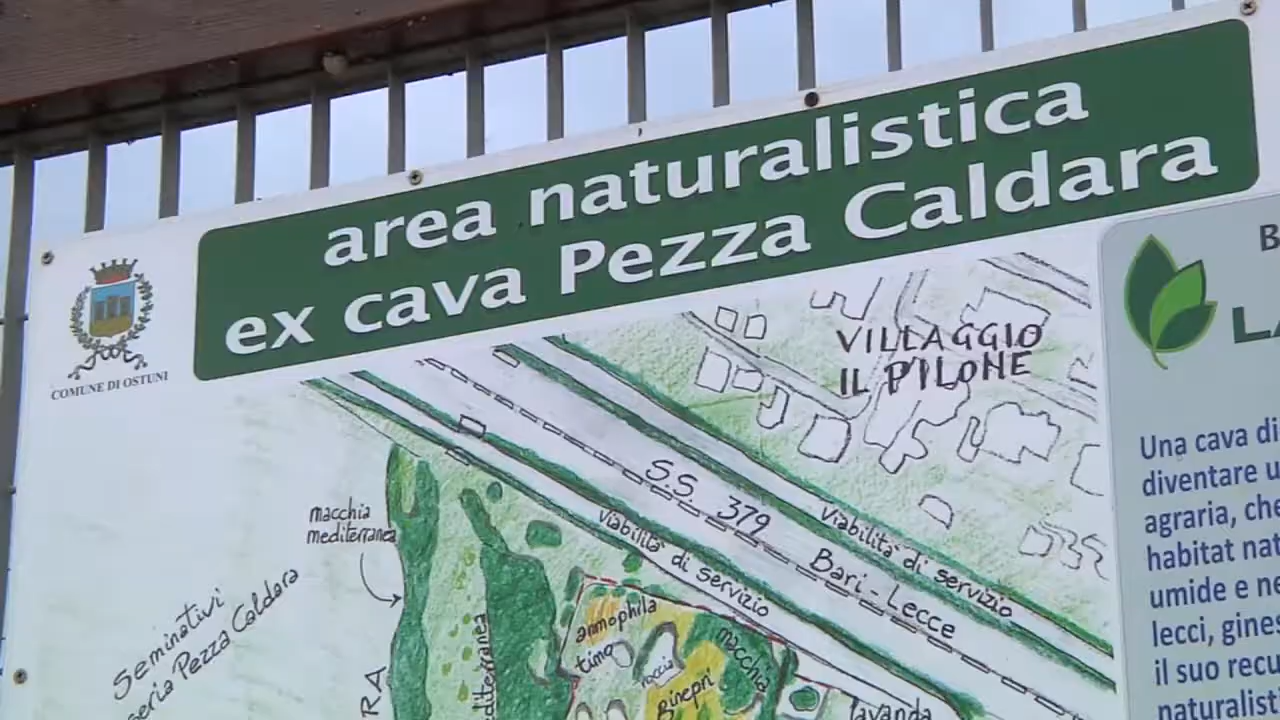 area naturalistica
ex cava Pezza Caldara
COMUNE DI OSTUNI
VILLAGGIO
IL PILONE
S.S. 379
Bari-Lecce
viabilità di servizio
viabilità di servizio
macchia
mediterranea
Seminativi
Pezza Caldara
ammophila
timo
roccia
macchia
Ginepri
lavanda
B
LA
Una cava di
diventare u
agraria, che
habitat nat
umide e ne
lecci, gines
il suo recu
naturalist